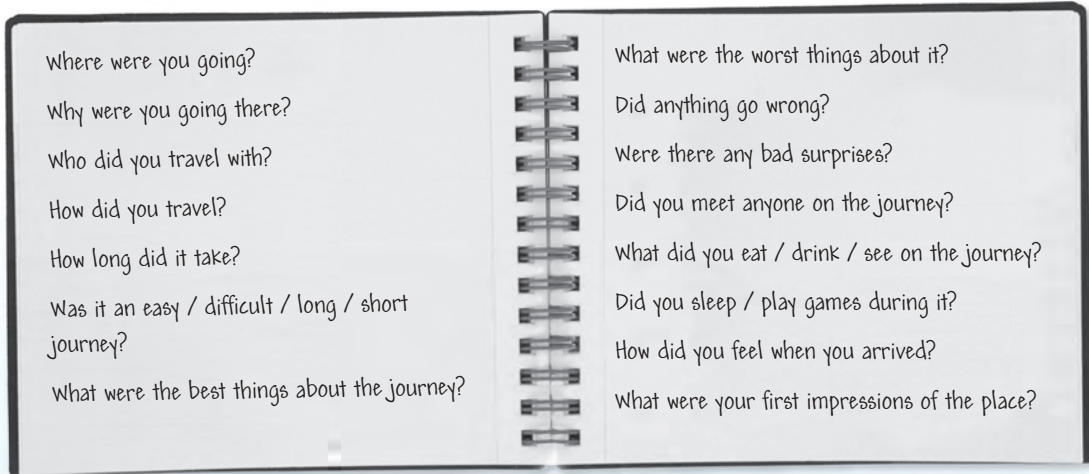 Where were you going?
Why were you going there?
Who did you travel with?
How did you travel?
How long did it take?
Was it an easy / difficult / long / short
journey?
What were the best things about the journey?
What were the worst things about it?
Did anything go wrong?
Were there any bad surprises?
Did you meet anyone on the journey?
What did you eat / drink / see on the journey?
Did you sleep / play games during it?
How did you feel when you arrived?
What were your first impressions of the place?